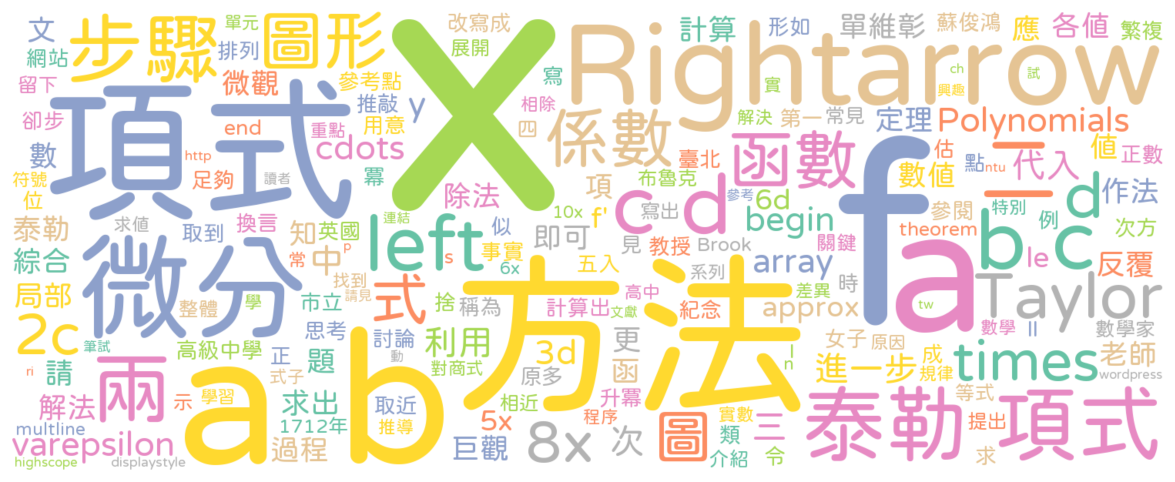 文 步驟 圖形 單元 改寫成 計算 形如 單維彰 蘇俊鴻 應 各值 繁複
網站 排列 展開 X Rightarrow
留下 微觀 參考點 寫 實 ch 興趣 試
項式 推敲 y 相除 係數 解決 第一 常見 定理 Polynomials
卻步 end 重點 用意 四 函數 臺北 估 值 正數
數 http cdots 冪 布魯克 f 數值 點 ntu 一 代入
符號 足夠 讀者 除法 項 c d 6d 參考 特別 d 作法
位 求值 換言 連結 10x 寫出 begin 參閱 例 次方
泰勒 取到 知 英國 left 似 f' 關鍵 theorem b c
微分 p 事實 即可 見 教授 Brook array 時 le 反覆
綜合 常 中 s 6x 五入 系列 a Taylor
局部 整體 學 找到 請見 式 方法 高中 差異
2c 市立 捨 稱為 計算出 文獻 紀念 approx tw 數學 II 數學家
筆試 思考 討論 利用 更 3d l 女子 原因 成
ri 請 高級中學 正 題 動 對商式 原多 函 n 進一步 規律 times 老師 wordpress
兩 a 式子 b 相近 升冪 泰勒項式 等式
解法 示 學習 求出 取近 5x 程序 實數 類 三 提出
multline 1712年 推導 8x 次 圖
varepsilon 過程 巨觀 介紹 令 求
highscope displaystyle